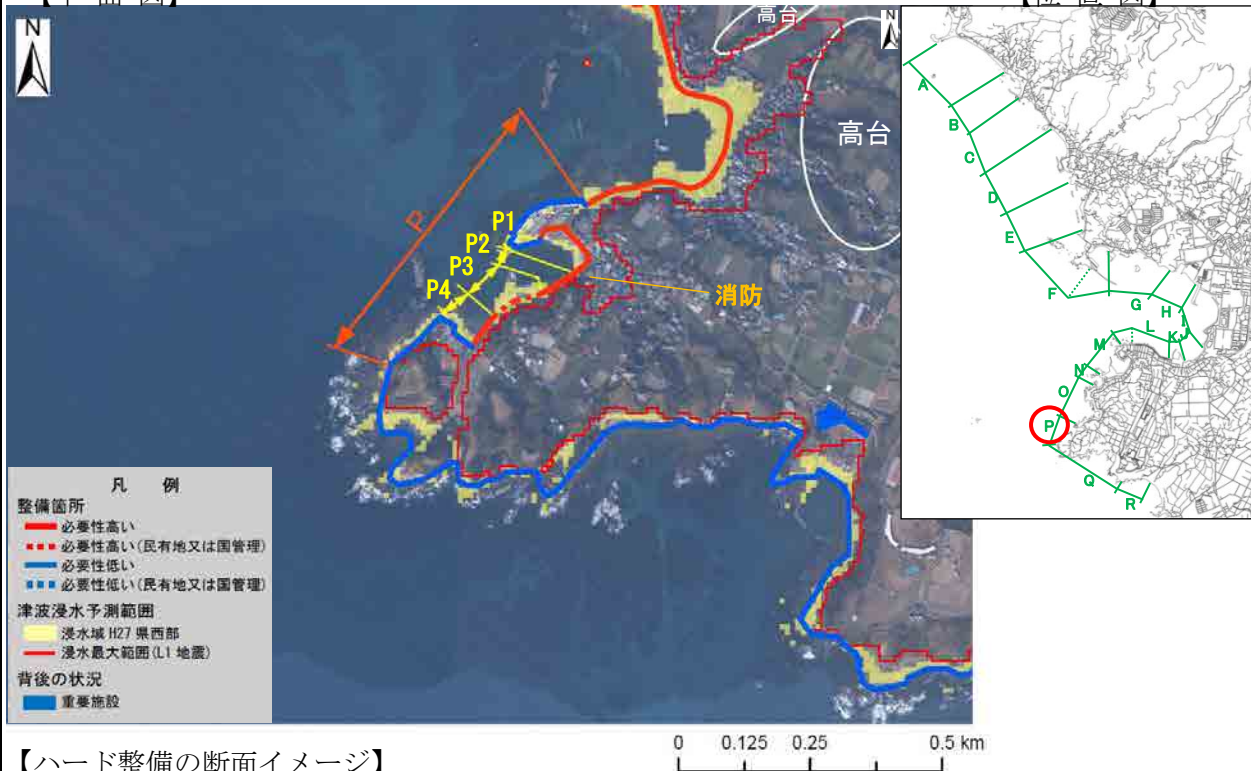 【平面図】
【位置図】
N
高台
高台
N
P
P1
P2
P3
P4
消防
A
B
C
D
E
F
G
H
I
J
K
L
M
N
O
P
Q
R
凡 例
整備箇所
必要性高い
必要性高い(民有地又は国管理)
必要性低い
必要性低い(民有地又は国管理)
津波浸水予測範囲
浸水域 H27 県西部
浸水最大範囲(L1 地震)
背後の状況
重要施設
【ハード整備の断面イメージ】
0 0.125 0.25 0.5 km